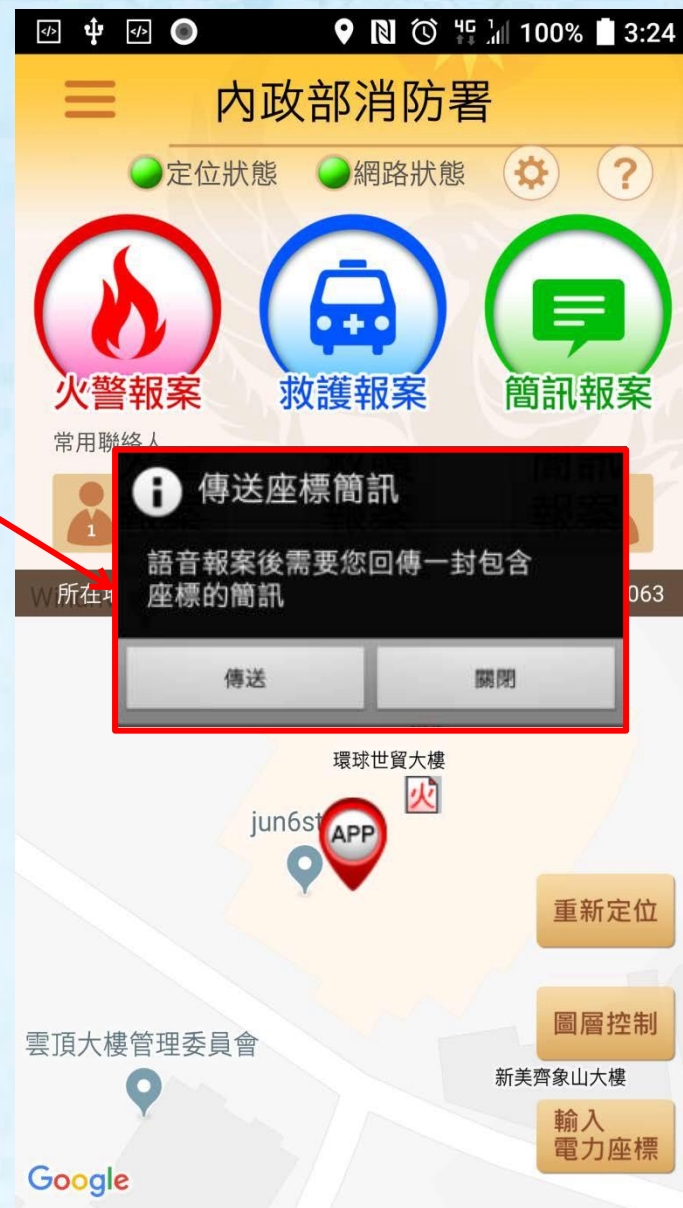 100% 3:24
內政部消防署
定位狀態 網路狀態 ?
火警報案 救護報案 簡訊報案
常用聯絡人
1
傳送座標簡訊
語音報案後需要您回傳一封包含
座標的簡訊
所在 063
傳送 關閉
環球世貿大樓
火
jun6st
APP
重新定位
圖層控制
雲頂大樓管理委員會
新美齊象山大樓
輸入
電力座標
Google